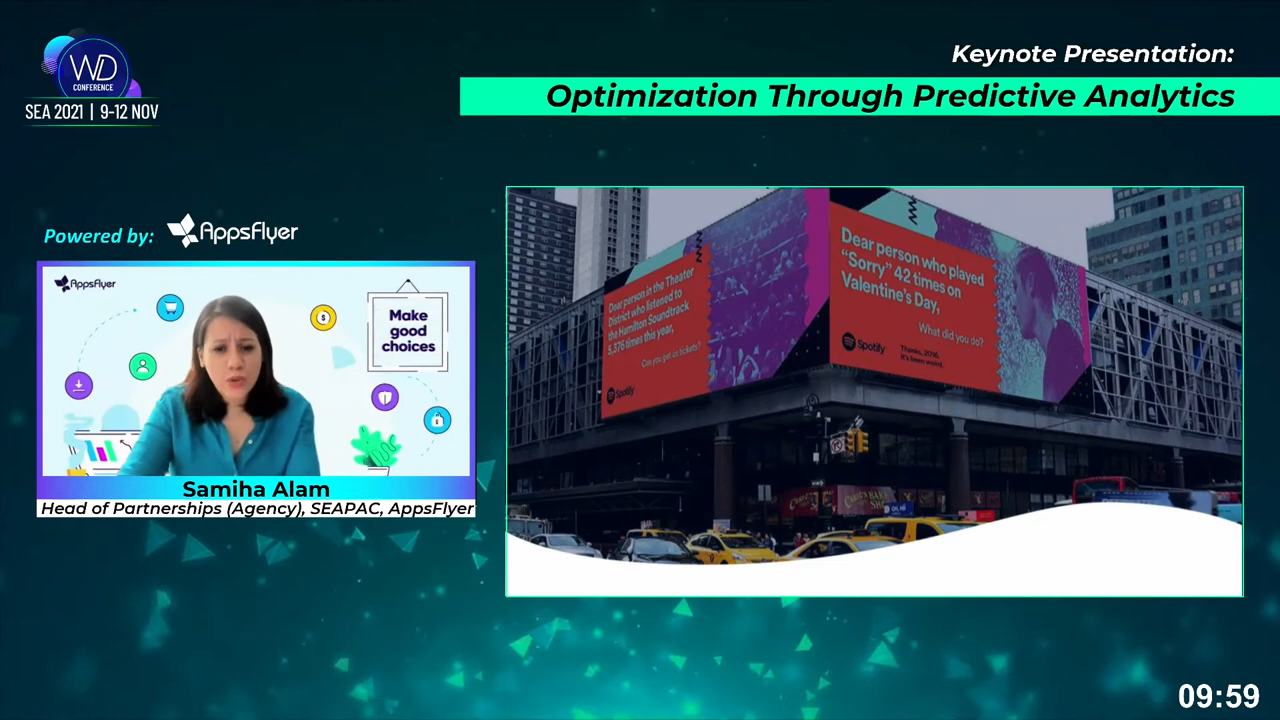 WD
CONFERENCE
SEA 2021 | 9-12 NOV
Keynote Presentation:
Optimization Through Predictive Analytics
Powered by:
AppsFlyer
AppsFlyer
Make
good
choices
Samiha Alam
Head of Partnerships (Agency), SEAPAC, AppsFlyer
Dear person in the Theater
District who listened to
the Hamilton Soundtrack
5,376 times this year,
Can you get us tickets?
Spotify
Dear person who played
“Sorry” 42 times on
Valentine’s Day,
What did you do?
Spotify
Thanks, 2016.
It’s been weird.
09:59